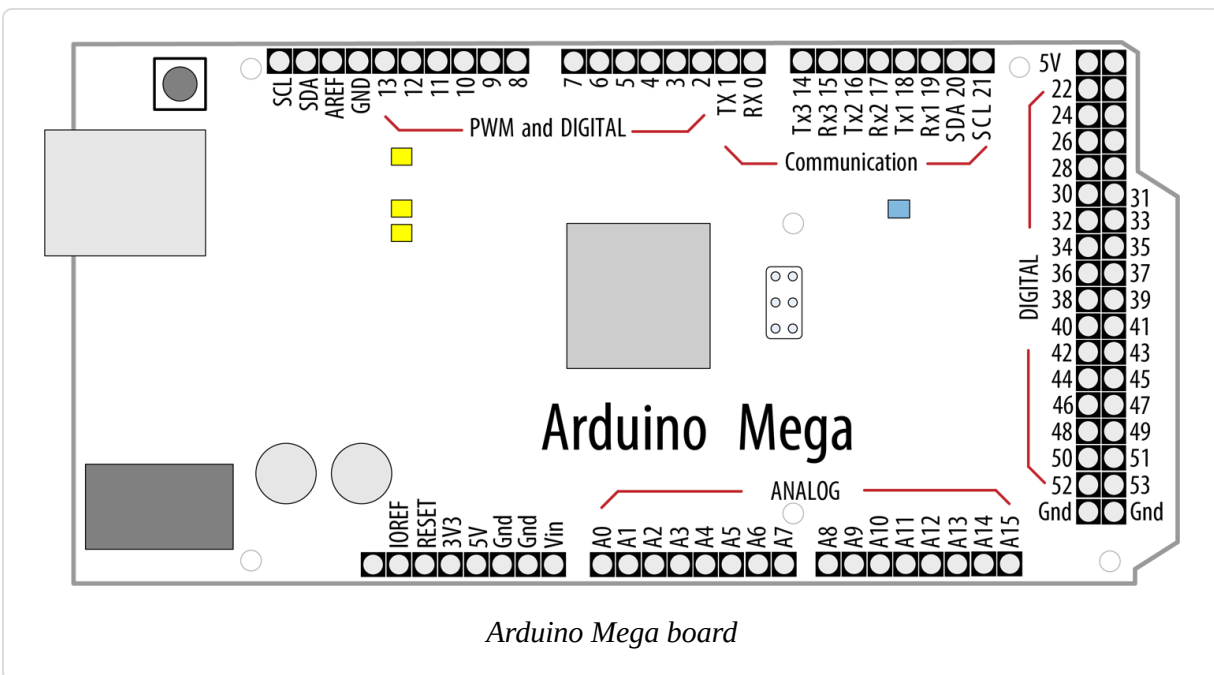 SCL SDA AREF GND 13 12 11 10 9 8 7 6 5 4 3 2 TX 1 RX 0 Tx3 14 Rx3 15 Tx2 16 Rx2 17 Tx1 18 Rx1 19 SDA 20 SCL 21
PWM and DIGITAL
Communication
5V
22
24
26
28
30 31
32 33
34 35
36 37
38 39
40 41
42 43
44 45
46 47
48 49
50 51
52 53
Gnd Gnd
DIGITAL
Arduino Mega
ANALOG
IOREF RESET 3V3 5V Gnd Gnd Vin A0 A1 A2 A3 A4 A5 A6 A7 A8 A9 A10 A11 A12 A13 A14 A15
Arduino Mega board